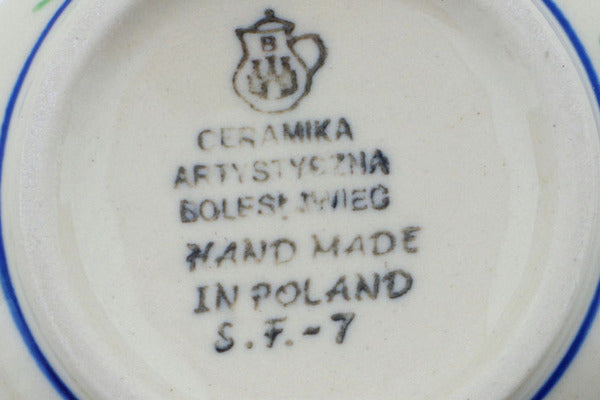 B
CERAMIKA
ARTYSTYCZNA
BOLESŁAWIEC
HAND MADE
IN POLAND
S.F.-7